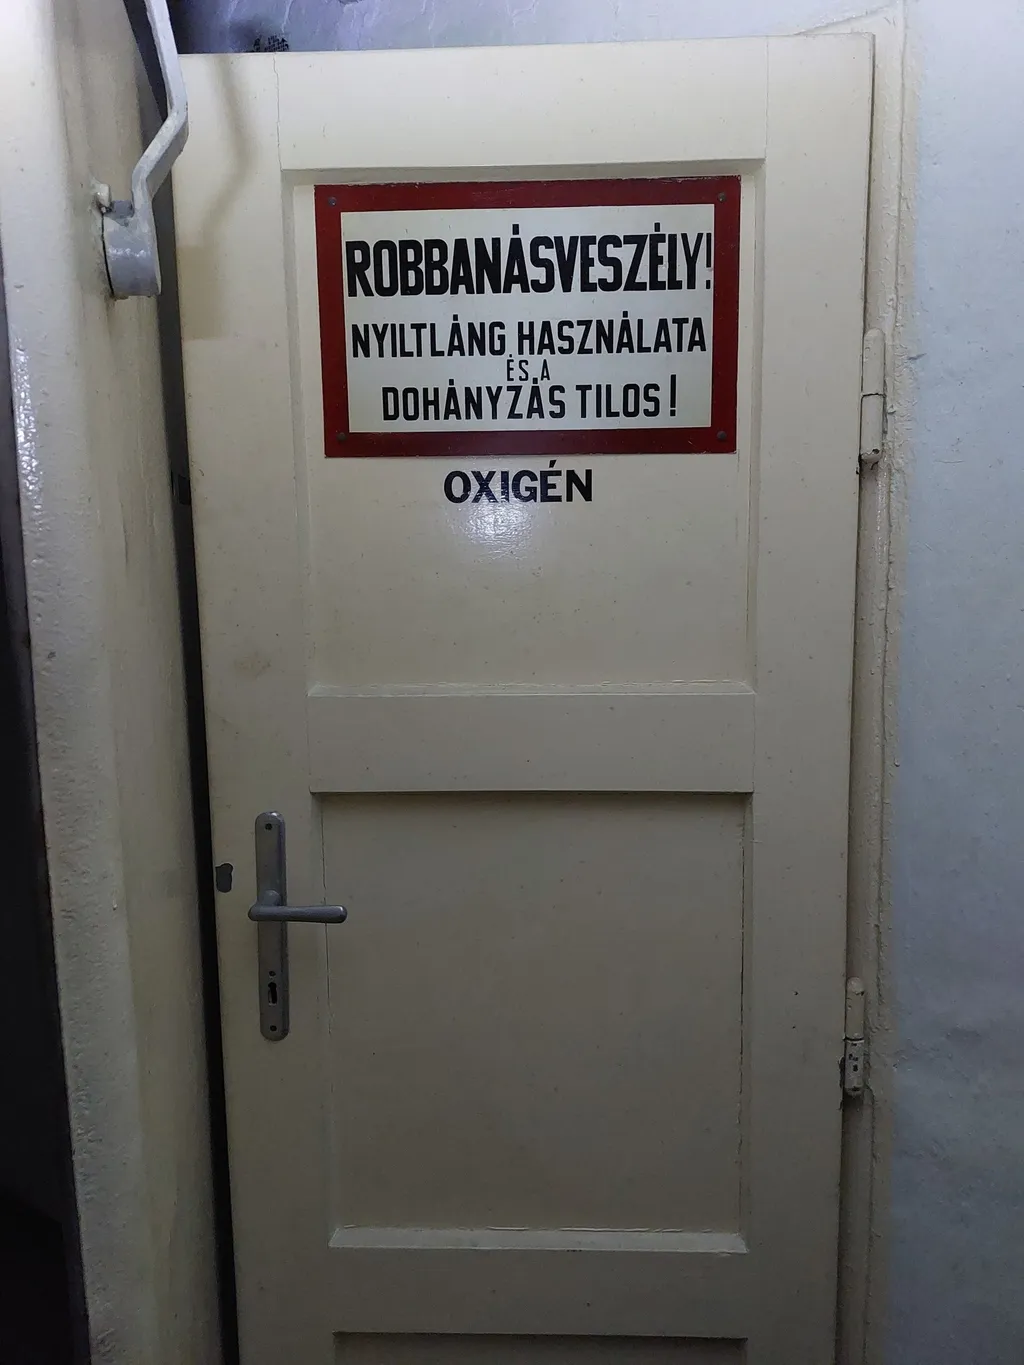 ROBBANÁSVESZÉLY!
NYILTLÁNG HASZNÁLATA
ÉS A
DOHÁNYZÁS TILOS!
OXIGÉN